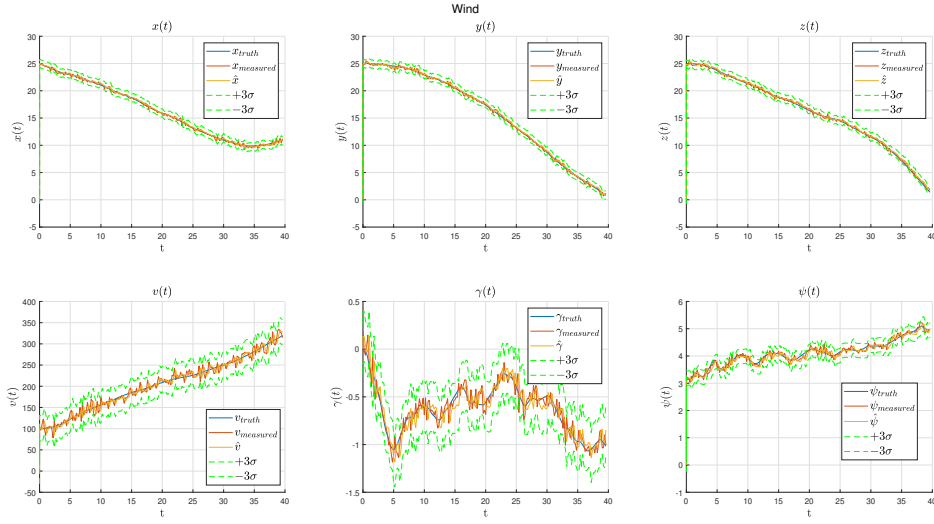 Wind
x(t)
30
25
20
15
10
5
0
-5
x(t)
0 5 10 15 20 25 30 35 40
t
x_truth
x_measured
x̂
+3σ
−3σ
y(t)
30
25
20
15
10
5
0
-5
y(t)
0 5 10 15 20 25 30 35 40
t
y_truth
y_measured
ŷ
+3σ
−3σ
z(t)
30
25
20
15
10
5
0
-5
z(t)
0 5 10 15 20 25 30 35 40
t
z_truth
z_measured
ẑ
+3σ
−3σ
v(t)
400
350
300
250
200
150
100
50
0
-50
v(t)
0 5 10 15 20 25 30 35 40
t
v_truth
v_measured
v̂
+3σ
−3σ
γ(t)
0.5
0
-0.5
-1
-1.5
γ(t)
0 5 10 15 20 25 30 35 40
t
γ_truth
γ_measured
γ̂
+3σ
−3σ
ψ(t)
6
5
4
3
2
1
0
-1
ψ(t)
0 5 10 15 20 25 30 35 40
t
ψ_truth
ψ_measured
ψ̂
+3σ
−3σ